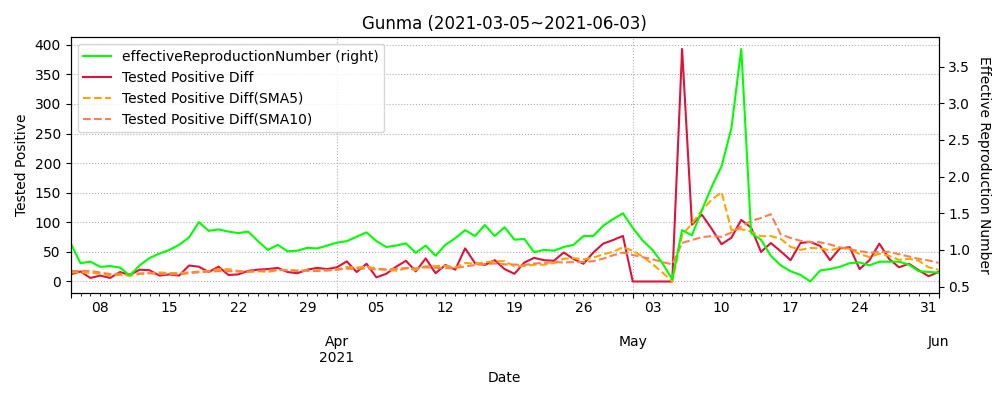 Gunma (2021-03-05~2021-06-03)
effectiveReproductionNumber (right)
Tested Positive Diff
Tested Positive Diff(SMA5)
Tested Positive Diff(SMA10)
Tested Positive
400
350
300
250
200
150
100
50
0
3.5
3.0
2.5
2.0
1.5
1.0
0.5
Effective Reproduction Number
08 15 22 29 05 12 19 26 03 10 17 24 31
Apr May Jun
2021
Date